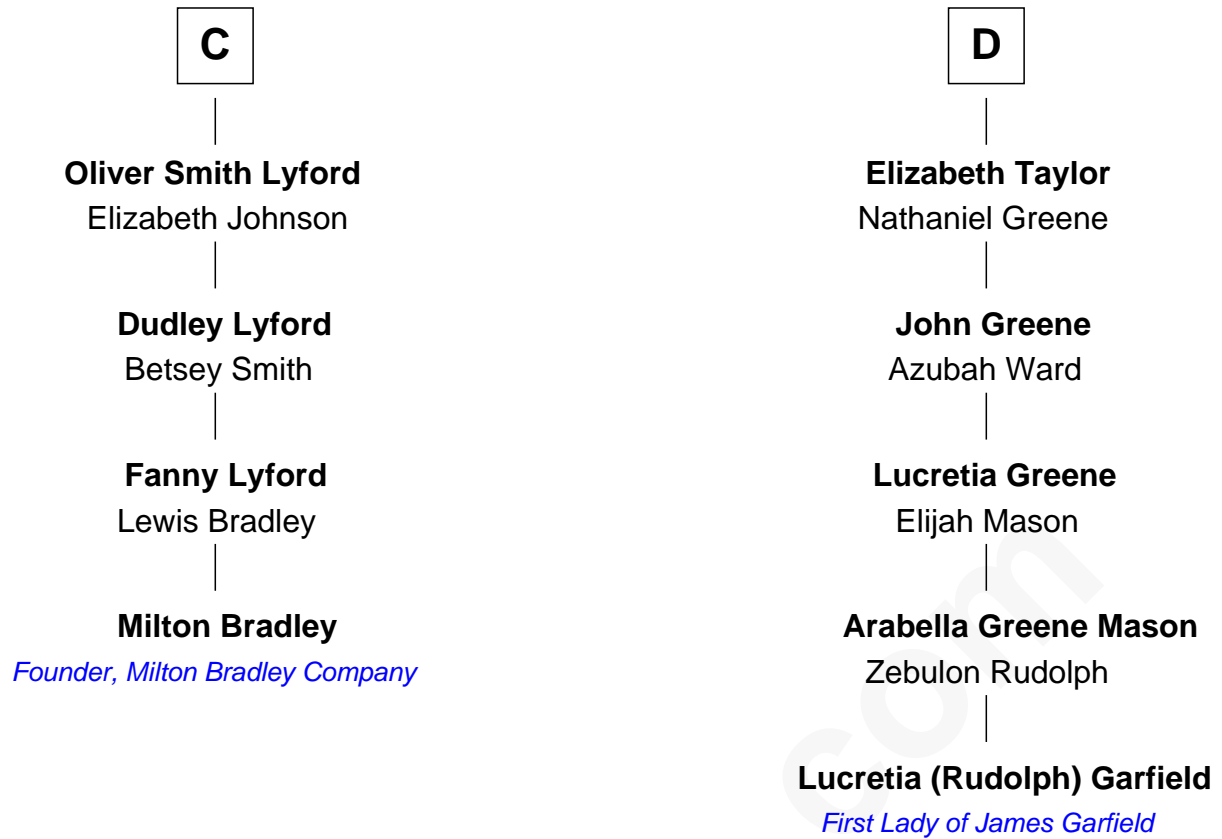 C
Oliver Smith Lyford
Elizabeth Johnson
Dudley Lyford
Betsey Smith
Fanny Lyford
Lewis Bradley
Milton Bradley
Founder, Milton Bradley Company
D
Elizabeth Taylor
Nathaniel Greene
John Greene
Azubah Ward
Lucretia Greene
Elijah Mason
Arabella Greene Mason
Zebulon Rudolph
Lucretia (Rudolph) Garfield
First Lady of James Garfield
com